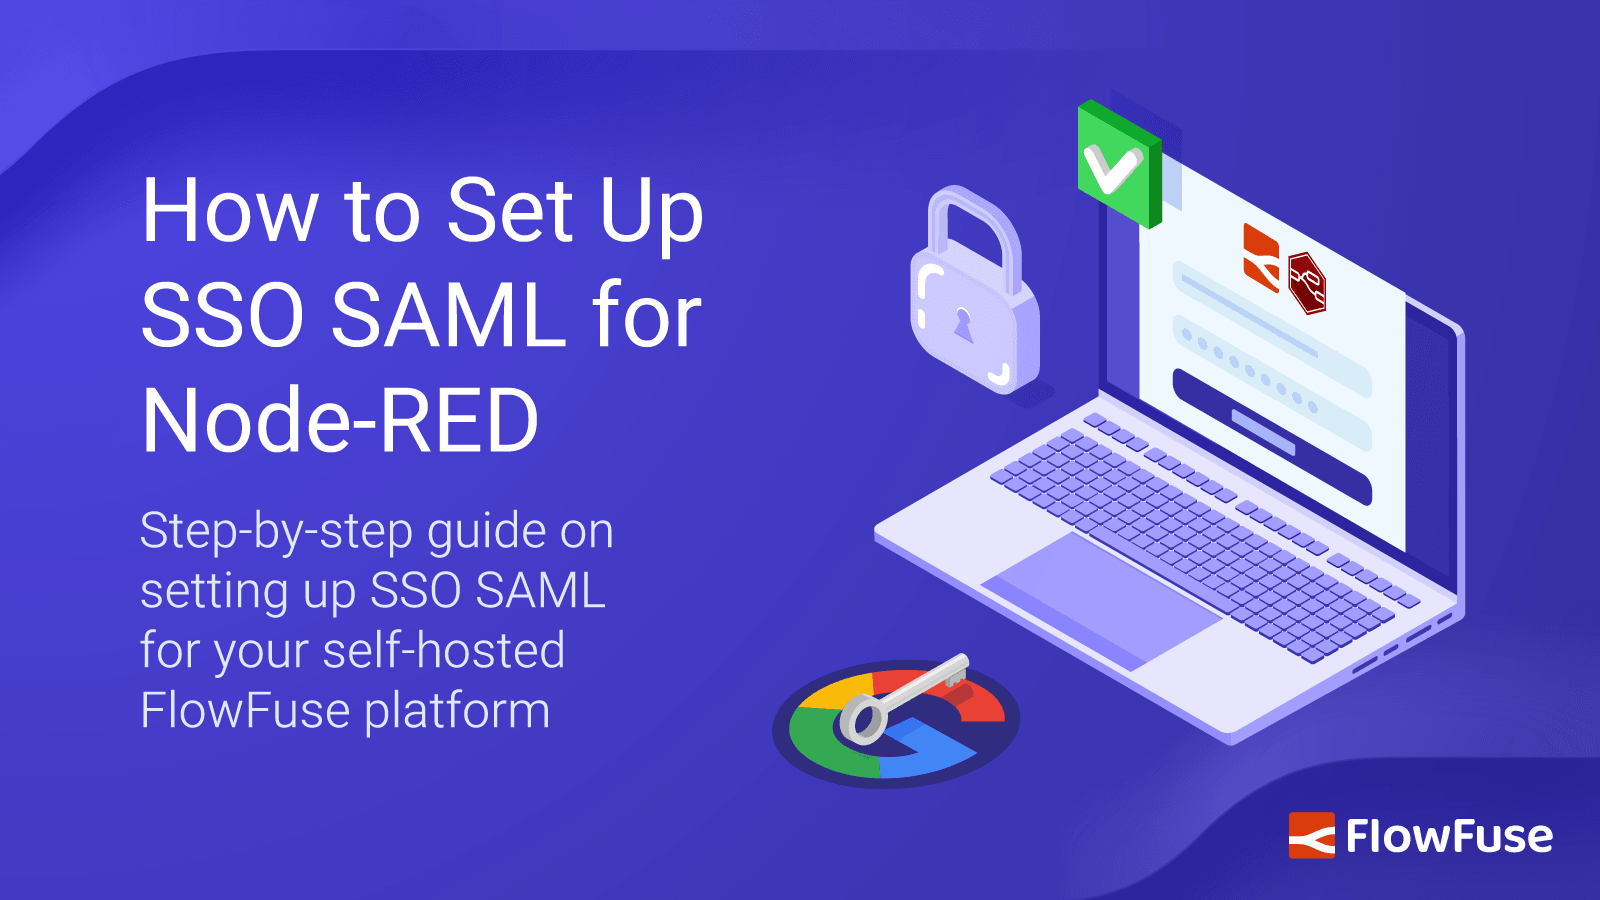 How to Set Up
SSO SAML for
Node-RED
Step-by-step guide on
setting up SSO SAML
for your self-hosted
FlowFuse platform
FlowFuse